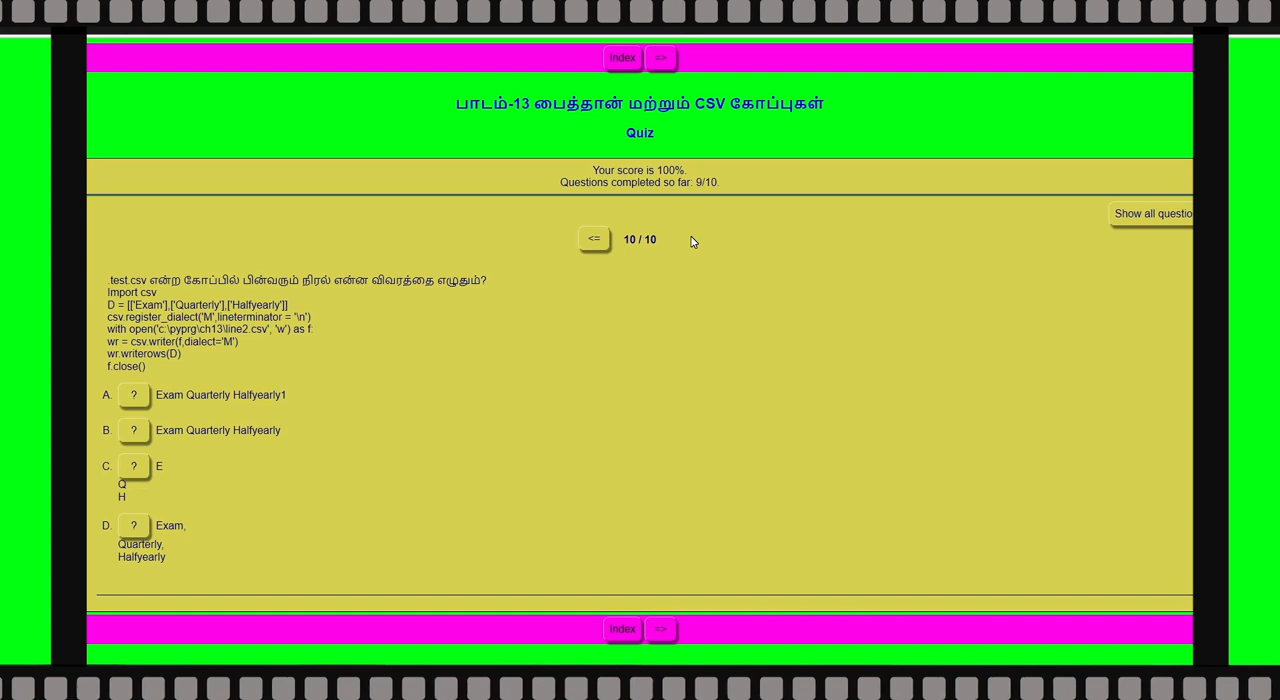 Index =>
பாடம்-13 பைத்தான் மற்றும் CSV கோப்புகள்
Quiz
Your score is 100%.
Questions completed so far: 9/10.
Show all questio
<= 10 / 10
.test.csv என்ற கோப்பில் பின்வரும் நிரல் என்ன விவரத்தை எழுதும்?
Import csv
D = [['Exam'],['Quarterly'],['Halfyearly']]
csv.register_dialect('M',lineterminator = '\n')
with open('c:\pyprg\ch13\line2.csv', 'w') as f:
wr = csv.writer(f,dialect='M')
wr.writerows(D)
f.close()
A. ? Exam Quarterly Halfyearly1
B. ? Exam Quarterly Halfyearly
C. ? E
Q
H
D. ? Exam,
Quarterly,
Halfyearly
Index =>